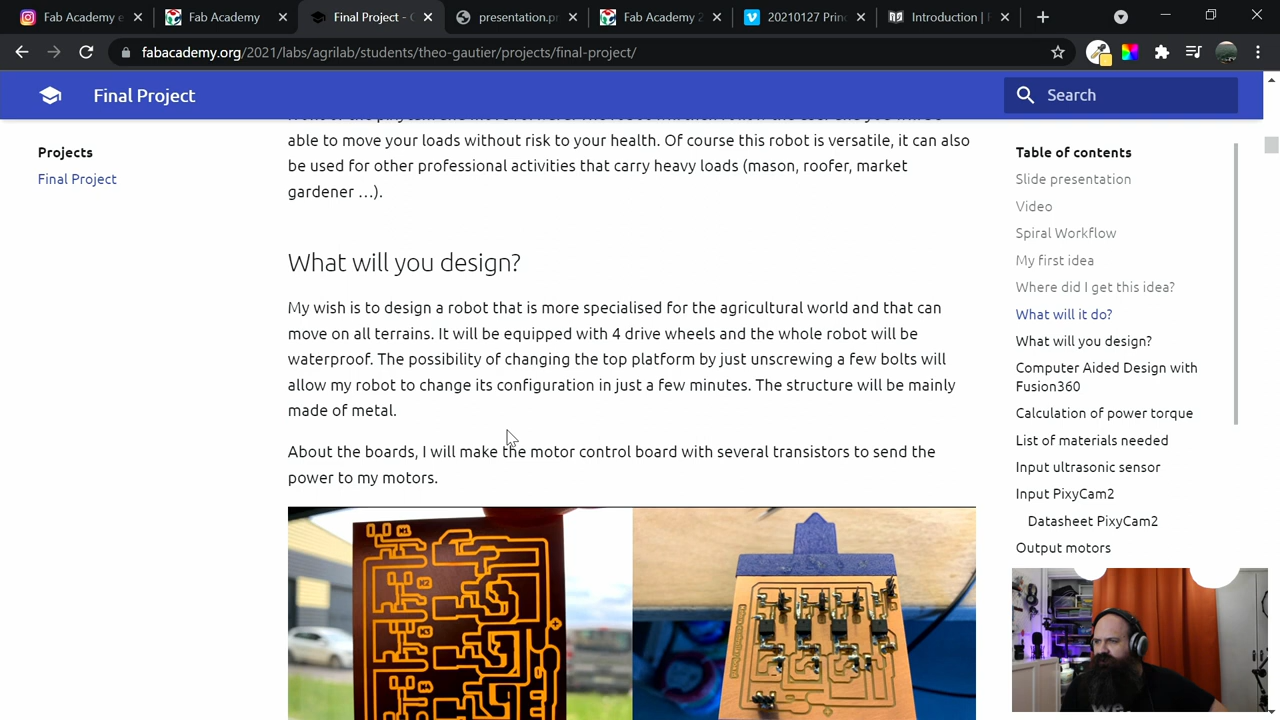 Fab Academy e
Fab Academy
Final Project - G
presentation.pr
Fab Academy 2
20210127 Princ
Introduction | F
fabacademy.org/2021/labs/agrilab/students/theo-gautier/projects/final-project/
Final Project
Search
Projects
Final Project
able to move your loads without risk to your health. Of course this robot is versatile, it can also
be used for other professional activities that carry heavy loads (mason, roofer, market
gardener …).
What will you design?
My wish is to design a robot that is more specialised for the agricultural world and that can
move on all terrains. It will be equipped with 4 drive wheels and the whole robot will be
waterproof. The possibility of changing the top platform by just unscrewing a few bolts will
allow my robot to change its configuration in just a few minutes. The structure will be mainly
made of metal.
About the boards, I will make the motor control board with several transistors to send the
power to my motors.
M1
M2
M3
M4
Table of contents
Slide presentation
Video
Spiral Workflow
My first idea
Where did I get this idea?
What will it do?
What will you design?
Computer Aided Design with
Fusion360
Calculation of power torque
List of materials needed
Input ultrasonic sensor
Input PixyCam2
Datasheet PixyCam2
Output motors